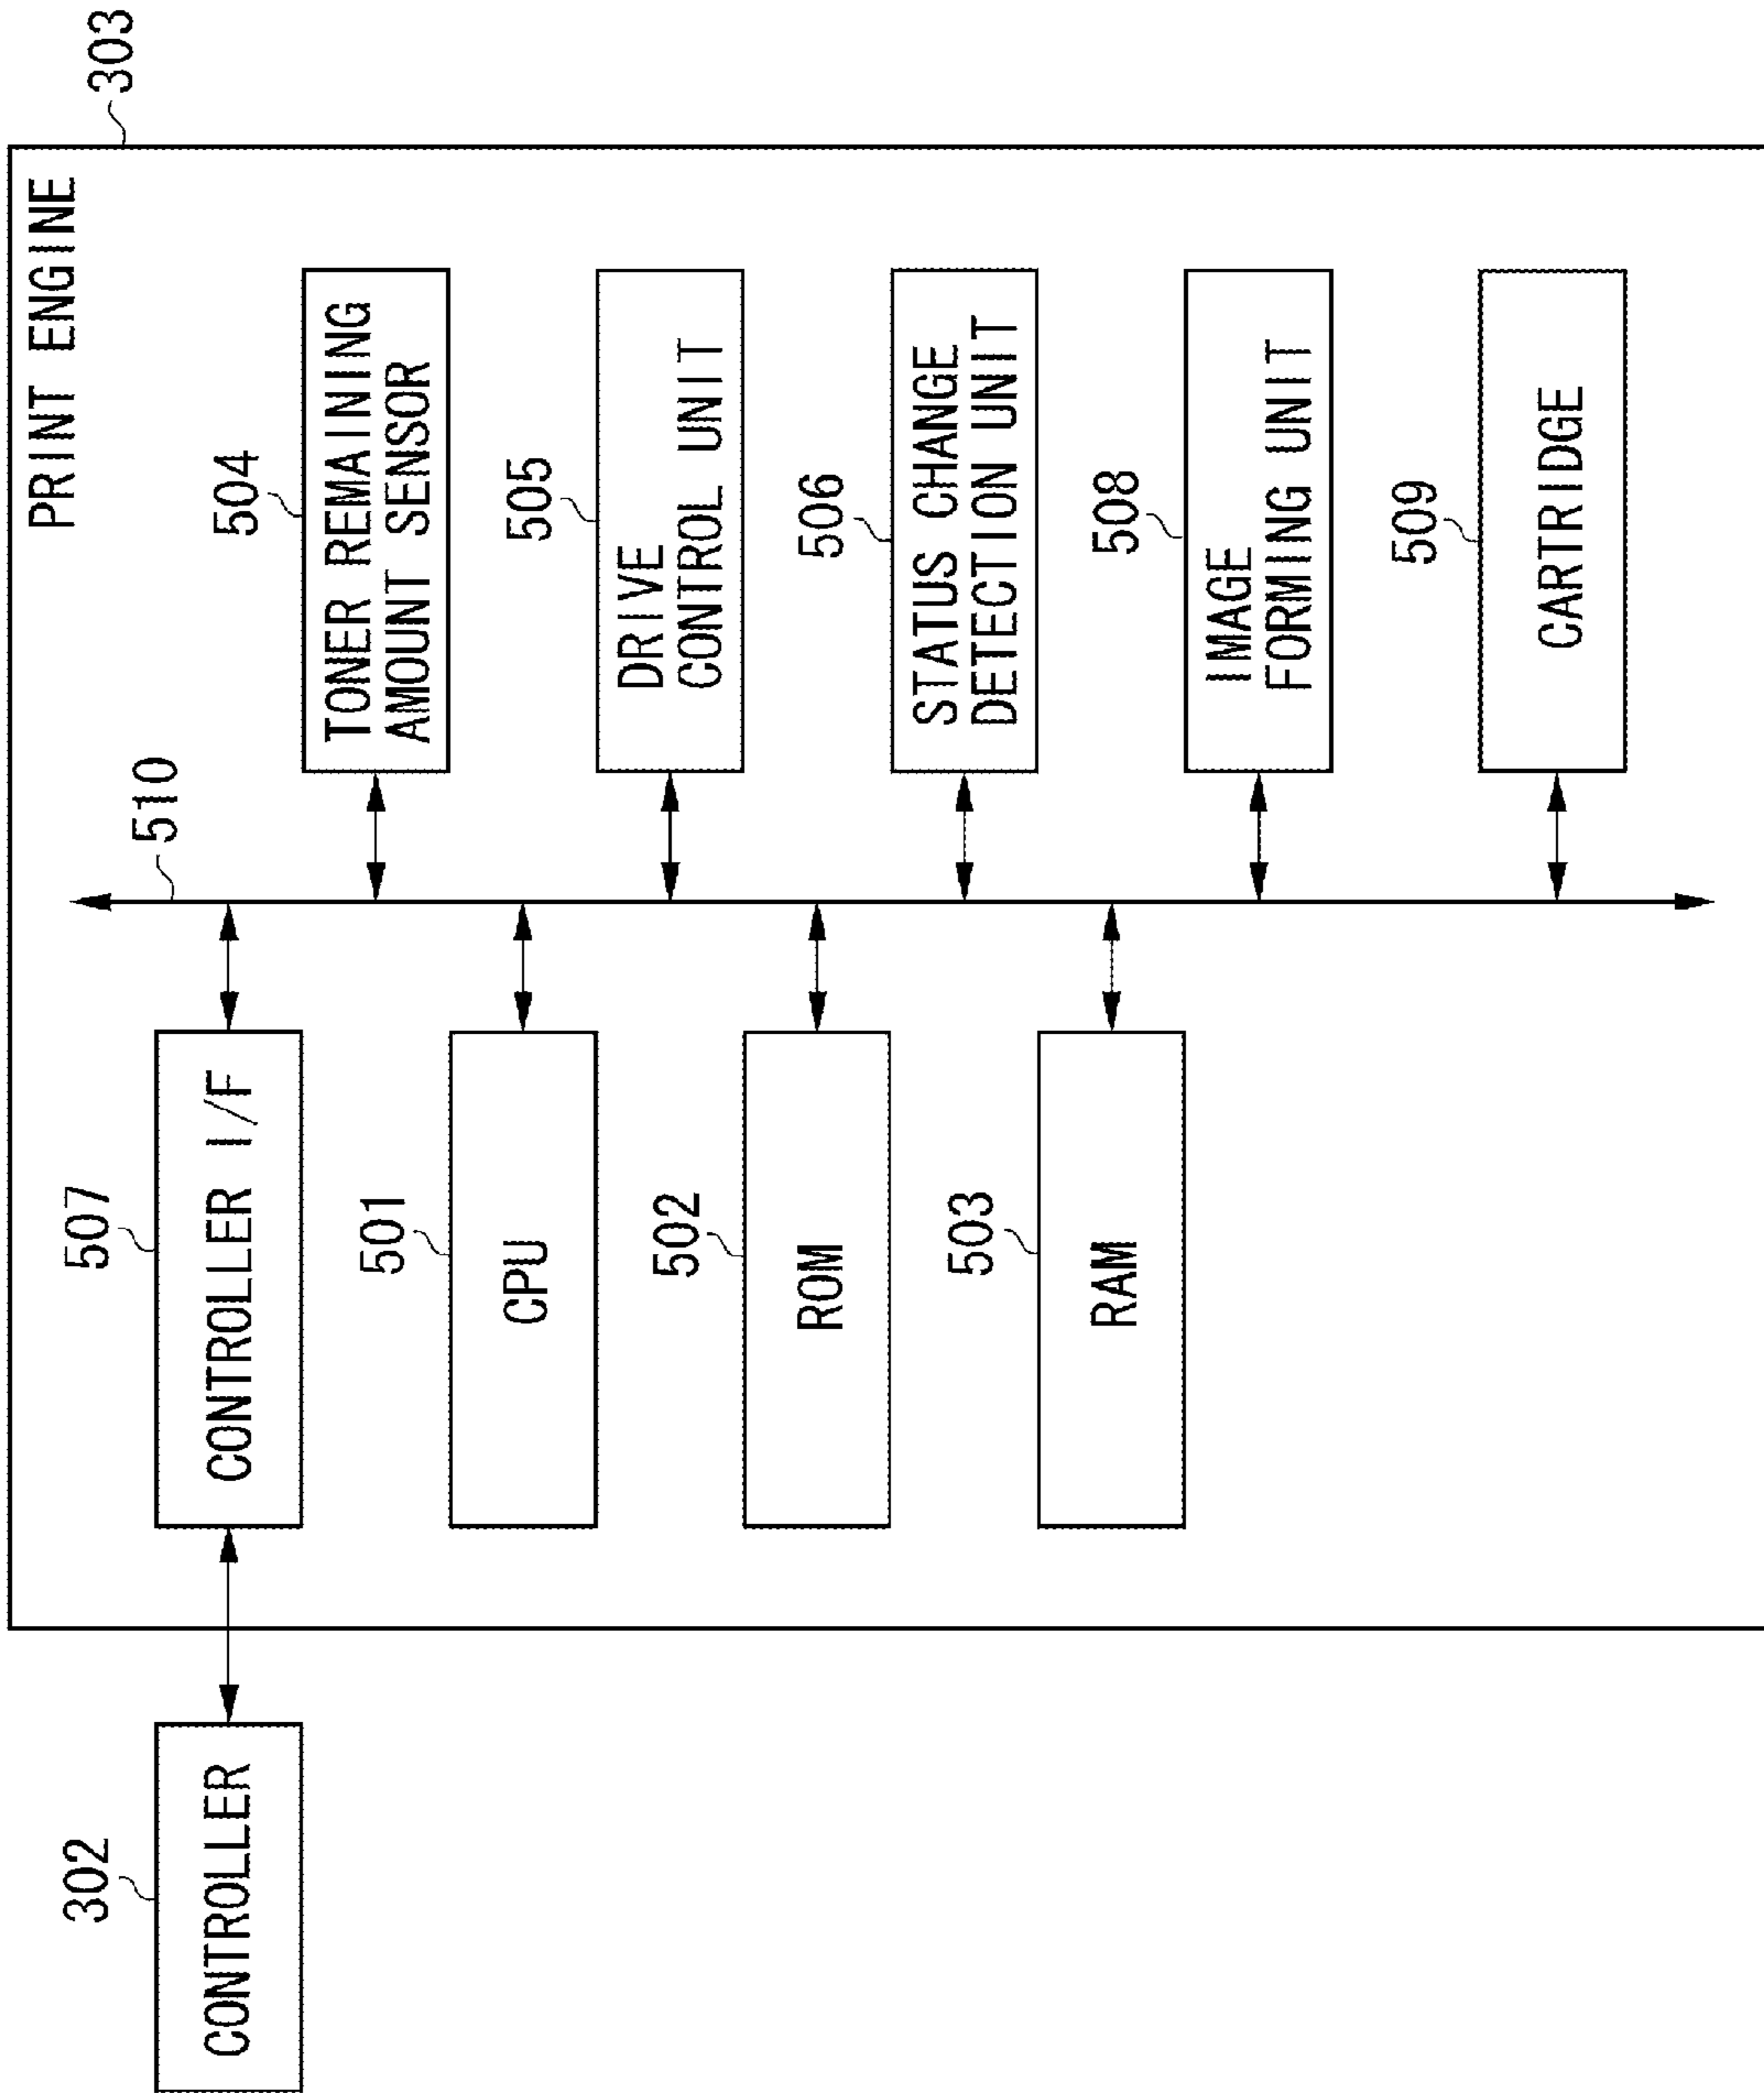 303
PRINT ENGINE
302
CONTROLLER
507
CONTROLLER I/F
510
501
CPU
502
ROM
503
RAM
504
TONER REMAINING
AMOUNT SENSOR
505
DRIVE
CONTROL UNIT
506
STATUS CHANGE
DETECTION UNIT
508
IMAGE
FORMING UNIT
509
CARTRIDGE